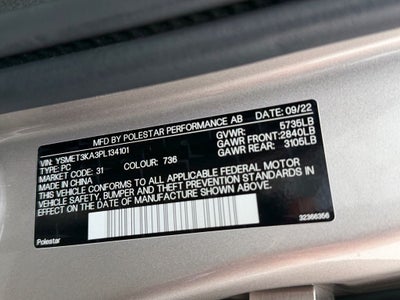 MFD BY POLESTAR PERFORMANCE AB DATE: 09/22
VIN: YSMET3KA3PL134101 GVWR: 5735LB
TYPE: PC GAWR FRONT: 2840LB
MARKET CODE: 31 COLOUR: 736 GAWR REAR: 3105LB
MADE IN CHINA
THIS VEHICLE CONFORMS TO ALL APPLICABLE FEDERAL MOTOR
VEHICLE SAFETY, BUMPER AND THEFT PREVENTION STANDARDS IN
EFFECT ON THE DATE OF MANUFACTURE SHOWN ABOVE.
32366356
Polestar